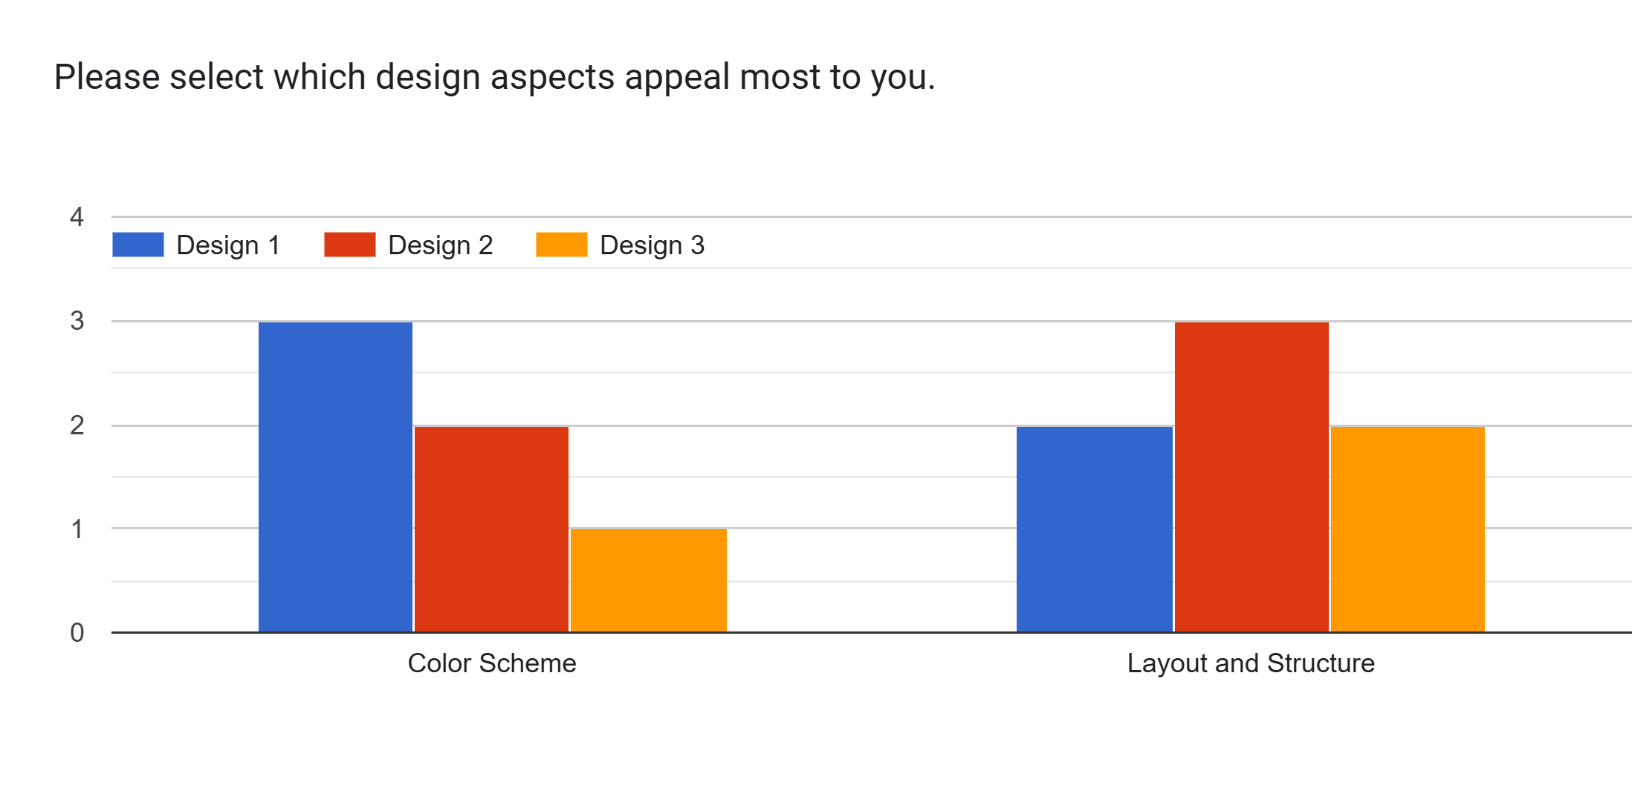 Please select which design aspects appeal most to you.
4
Design 1 Design 2 Design 3
3
2
1
0
Color Scheme Layout and Structure